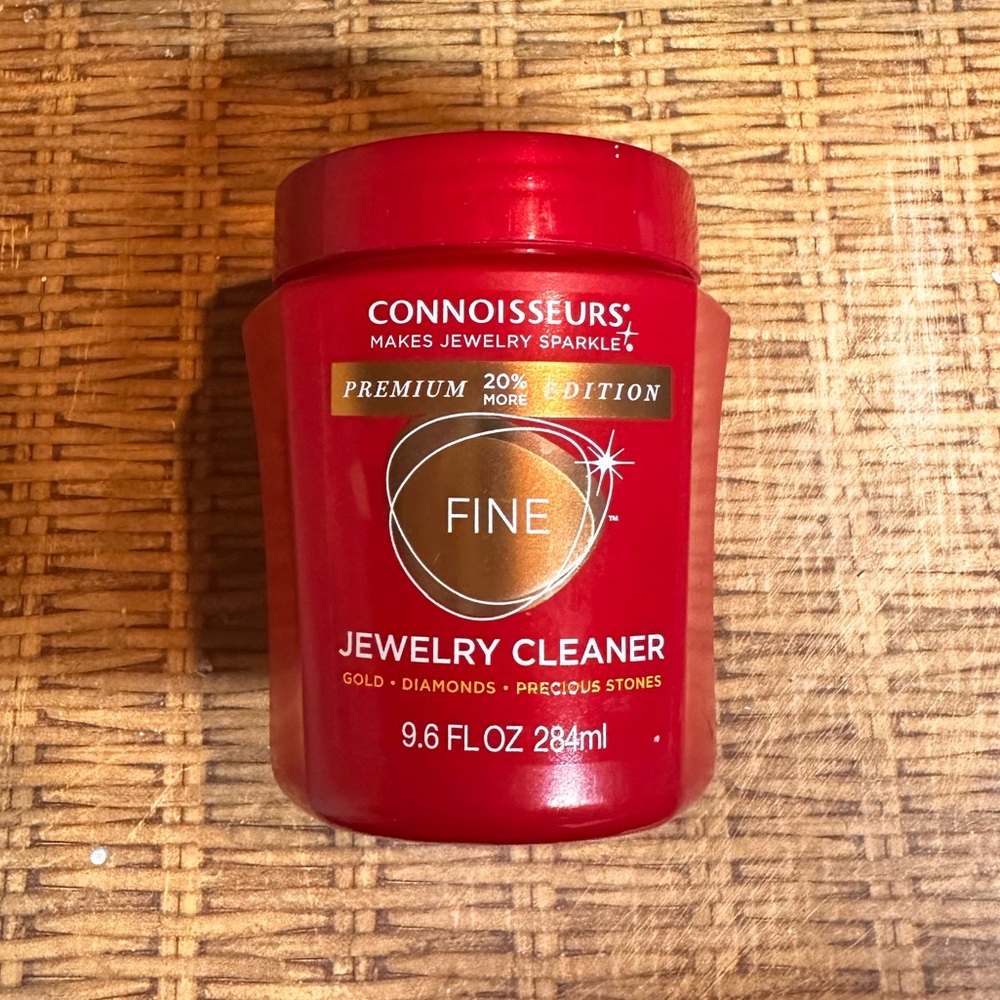 CONNOISSEURS
MAKES JEWELRY SPARKLE
PREMIUM 20% MORE EDITION
FINE
™
JEWELRY CLEANER
GOLD • DIAMONDS • PRECIOUS STONES
9.6 FL OZ 284ml